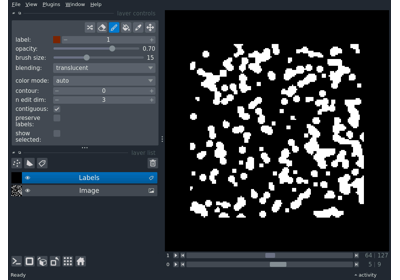 File View Plugins Window Help
layer controls
label: 1
opacity: 0.70
brush size: 15
blending: translucent
color mode: auto
contour: 0
n edit dim: 3
contiguous:
preserve
labels:
show
selected:
layer list
Labels
Image
1 64 127
0 5 9
Ready activity